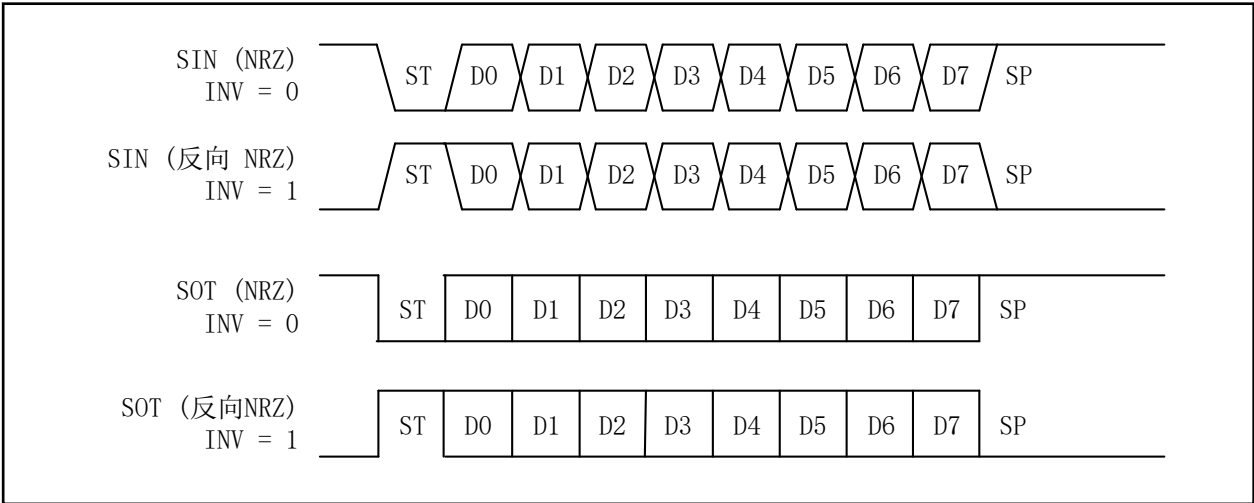 SIN (NRZ)
INV = 0
ST D0 D1 D2 D3 D4 D5 D6 D7 SP
SIN (反向 NRZ)
INV = 1
ST D0 D1 D2 D3 D4 D5 D6 D7 SP
SOT (NRZ)
INV = 0
ST D0 D1 D2 D3 D4 D5 D6 D7 SP
SOT (反向NRZ)
INV = 1
ST D0 D1 D2 D3 D4 D5 D6 D7 SP